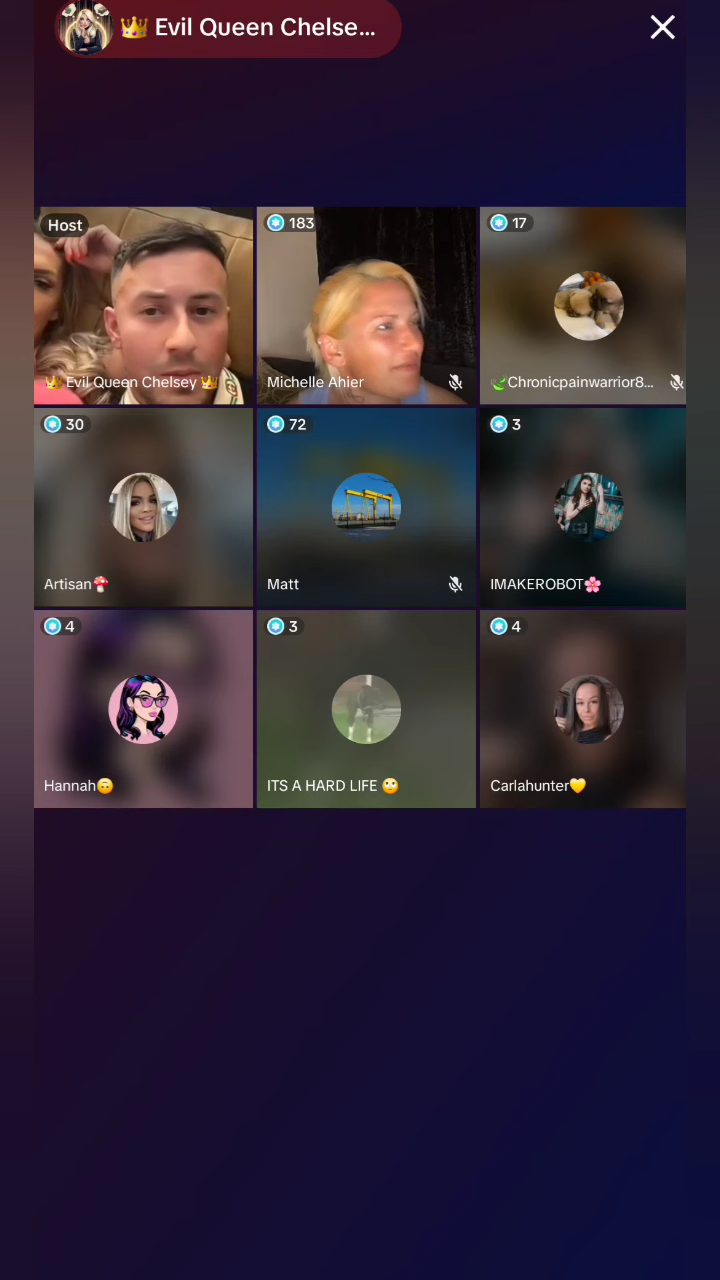 👑 Evil Queen Chelse...
Host
👑 Evil Queen Chelsey 👑
183
Michelle Ahier
17
Chronicpainwarrior8...
30
Artisan🍄
72
Matt
3
IMAKEROBOT🌸
4
Hannah🙃
3
ITS A HARD LIFE 🙄
4
Carlahunter💛